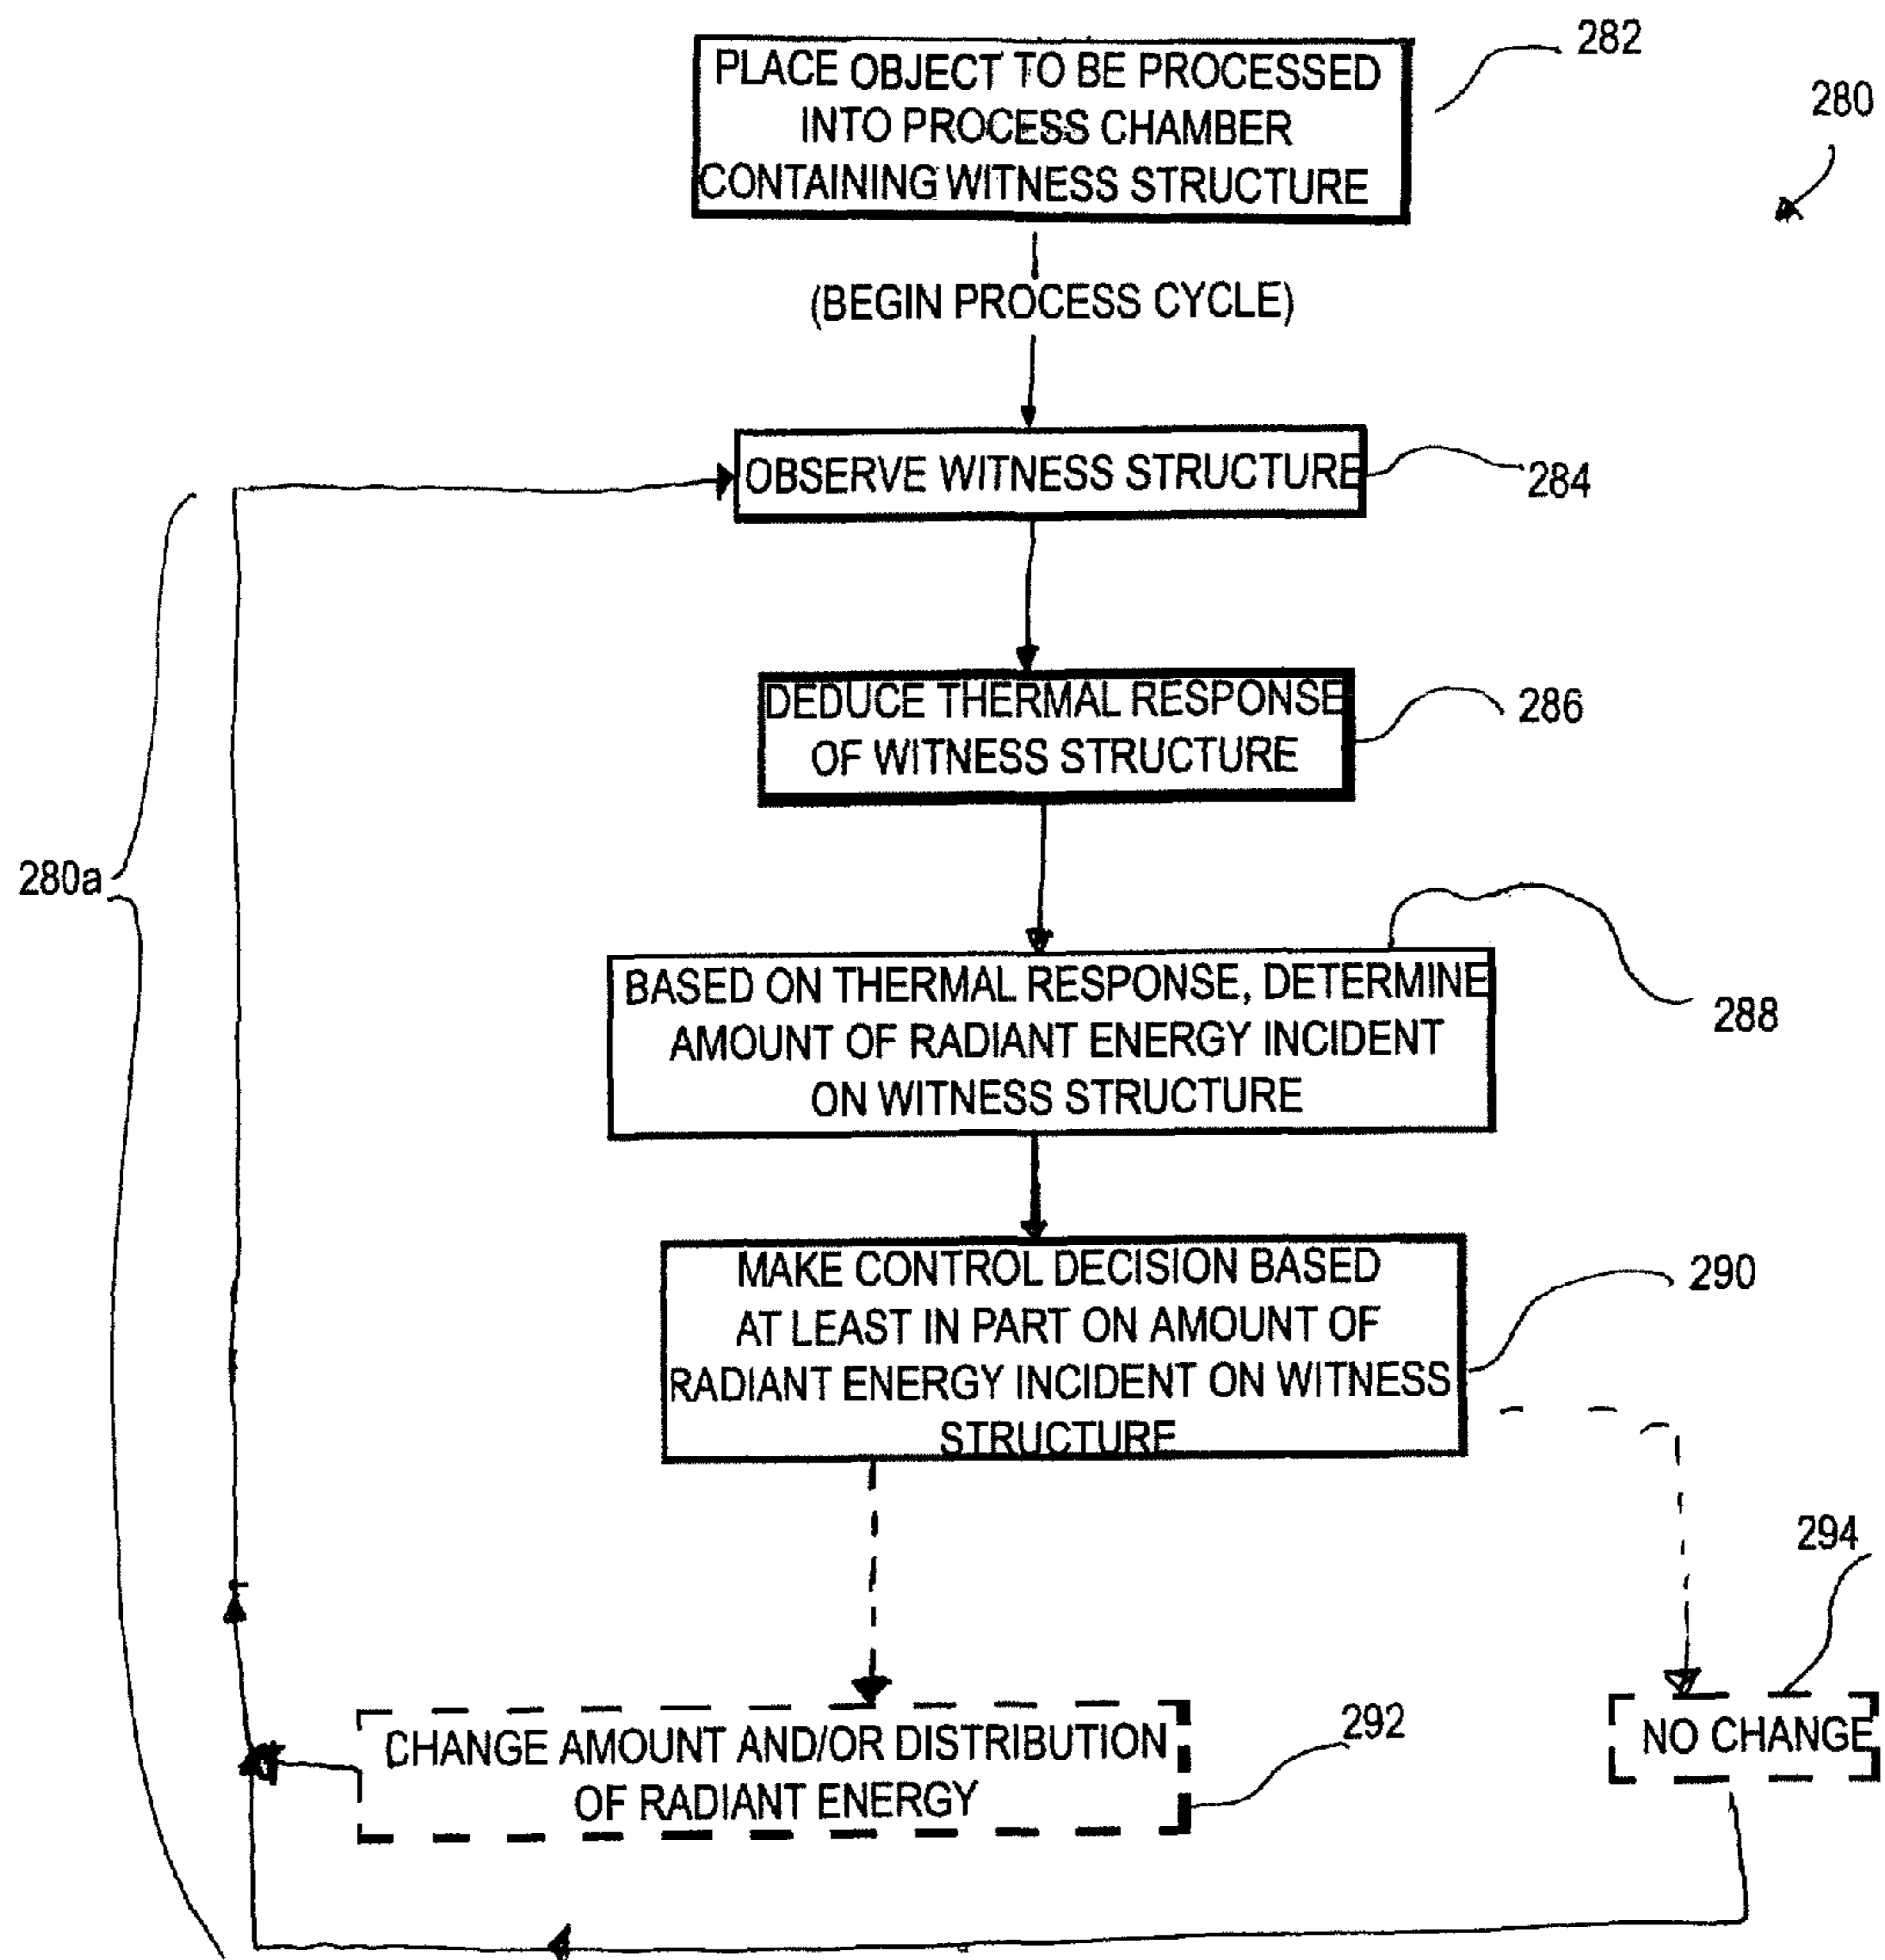 PLACE OBJECT TO BE PROCESSED
INTO PROCESS CHAMBER
CONTAINING WITNESS STRUCTURE
282
280
(BEGIN PROCESS CYCLE)
OBSERVE WITNESS STRUCTURE
284
DEDUCE THERMAL RESPONSE
OF WITNESS STRUCTURE
286
280a
BASED ON THERMAL RESPONSE, DETERMINE
AMOUNT OF RADIANT ENERGY INCIDENT
ON WITNESS STRUCTURE
288
MAKE CONTROL DECISION BASED
AT LEAST IN PART ON AMOUNT OF
RADIANT ENERGY INCIDENT ON WITNESS
STRUCTURE
290
294
CHANGE AMOUNT AND/OR DISTRIBUTION
OF RADIANT ENERGY
292
NO CHANGE